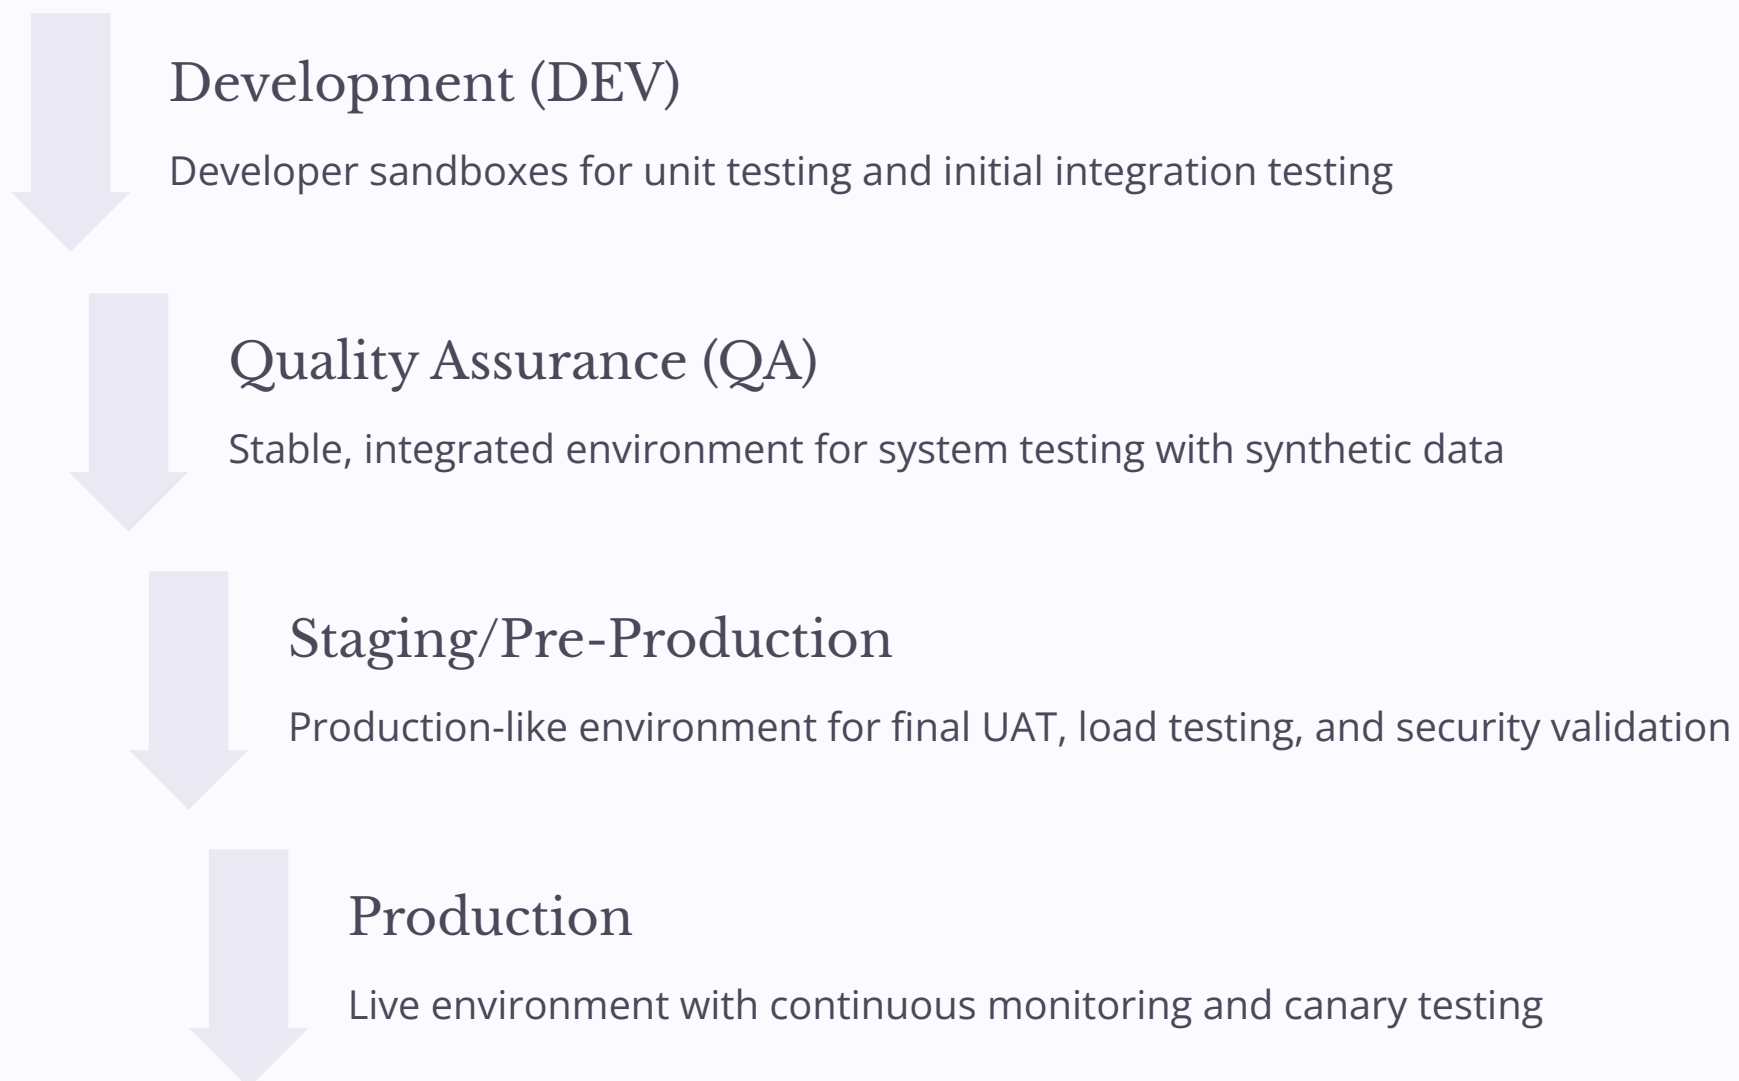 Development (DEV)
Developer sandboxes for unit testing and initial integration testing
Quality Assurance (QA)
Stable, integrated environment for system testing with synthetic data
Staging/Pre-Production
Production-like environment for final UAT, load testing, and security validation
Production
Live environment with continuous monitoring and canary testing